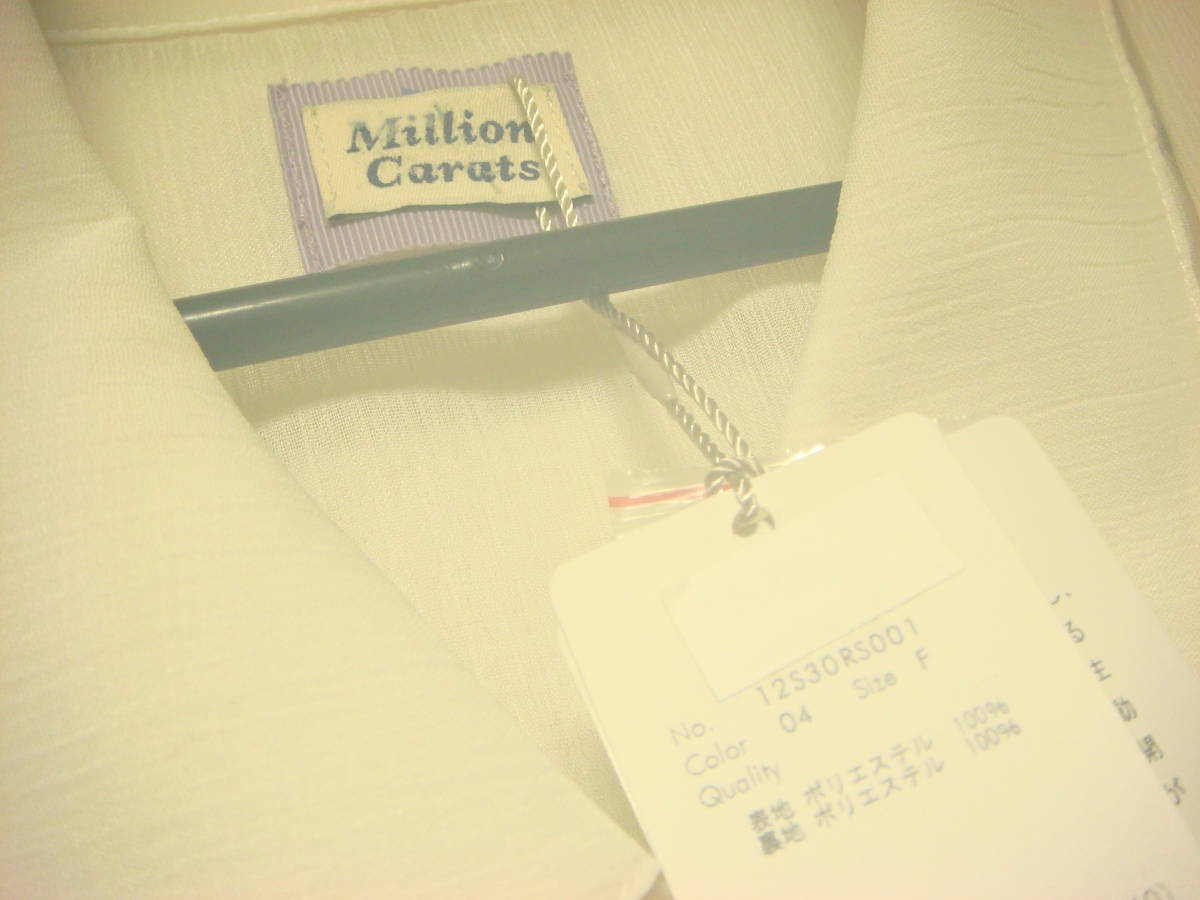 Million
Carats
No. 12S30RS001
Color 04 Size F
Quality
表地 ポリエステル 100%
裏地 ポリエステル 100%